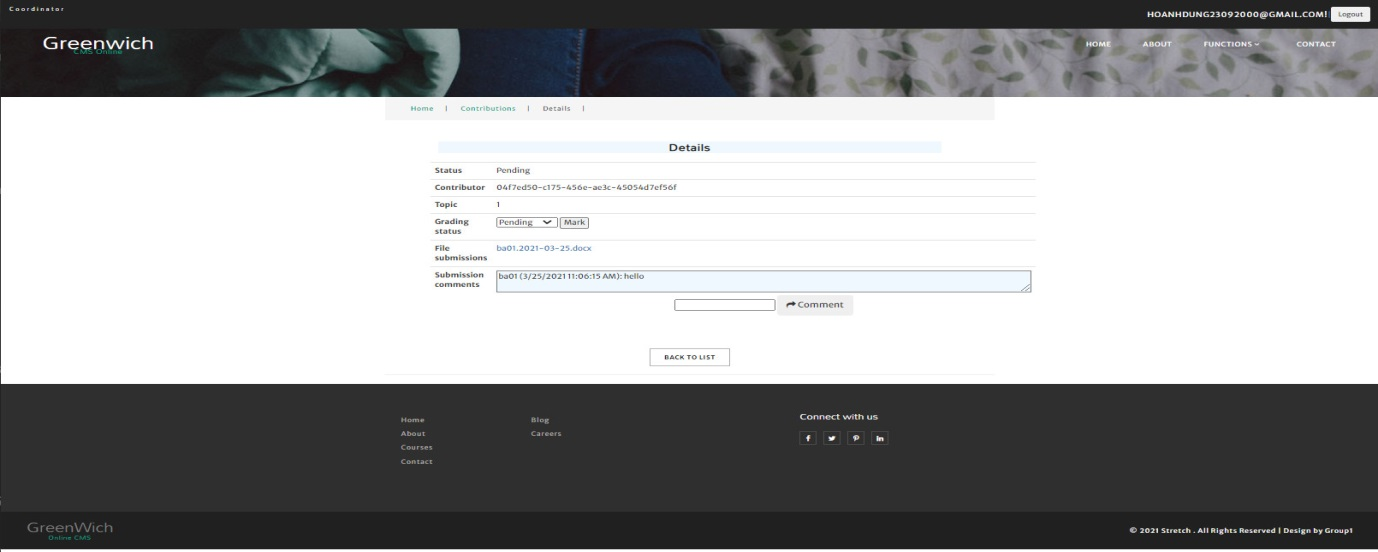 Coordinator
HOANHDUNG23092000@GMAIL.COM! Logout
Greenwich
CMS Online
HOME ABOUT FUNCTIONS CONTACT
Home | Contributions | Details |
Details
Status Pending
Contributor 04f7ed50-c175-456e-ae3c-45054d7ef56f
Topic 1
Grading status Pending Mark
File submissions ba01.2021-03-25.docx
Submission comments ba01 (3/25/2021 11:06:15 AM): hello
Comment
BACK TO LIST
Home Blog
About Careers
Courses
Contact
Connect with us
GreenWich
Online CMS
© 2021 Stretch . All Rights Reserved | Design by Group1